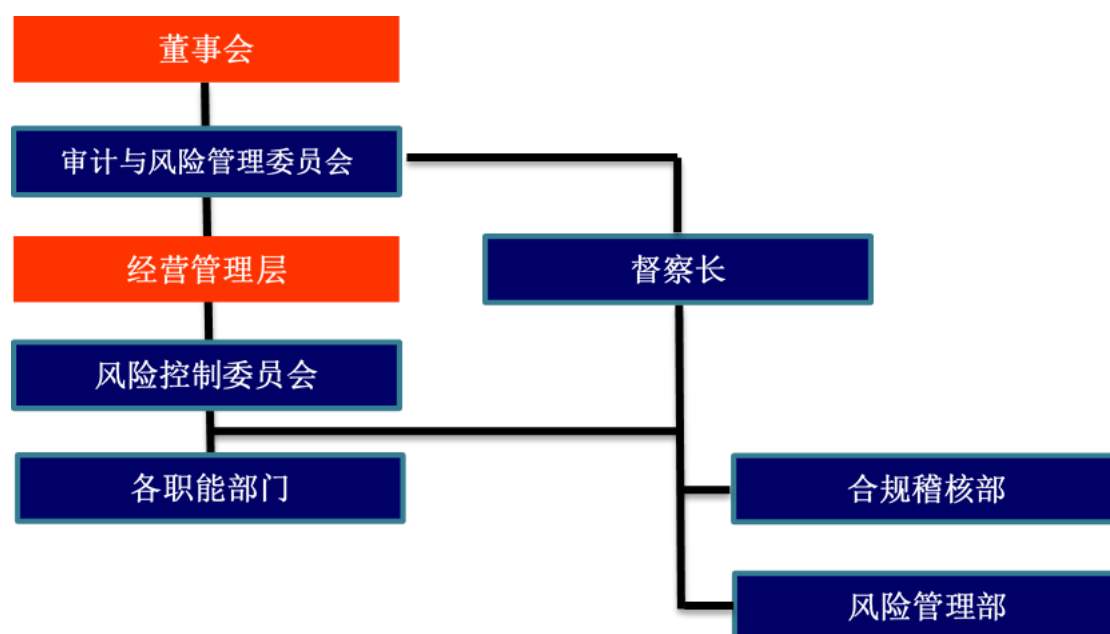 董事会
审计与风险管理委员会
经营管理层
督察长
风险控制委员会
各职能部门
合规稽核部
风险管理部